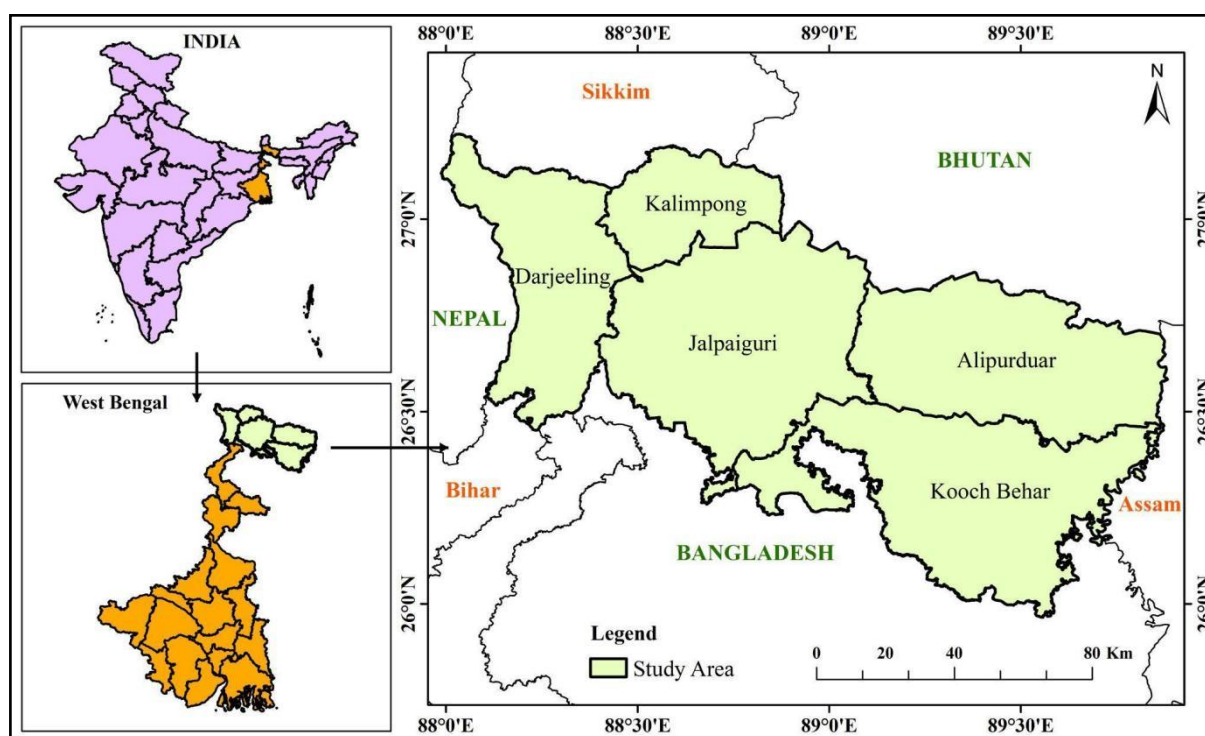 INDIA
West Bengal
88°0'E
88°30'E
89°0'E
89°30'E
N
Sikkim
BHUTAN
Kalimpong
27°0'N
27°0'N
Darjeeling
NEPAL
Jalpaiguri
Alipurduar
26°30'N
26°30'N
Bihar
Kooch Behar
Assam
BANGLADESH
26°0'N
26°0'N
Legend
Study Area
0 20 40 60 80 Km
88°0'E
88°30'E
89°0'E
89°30'E